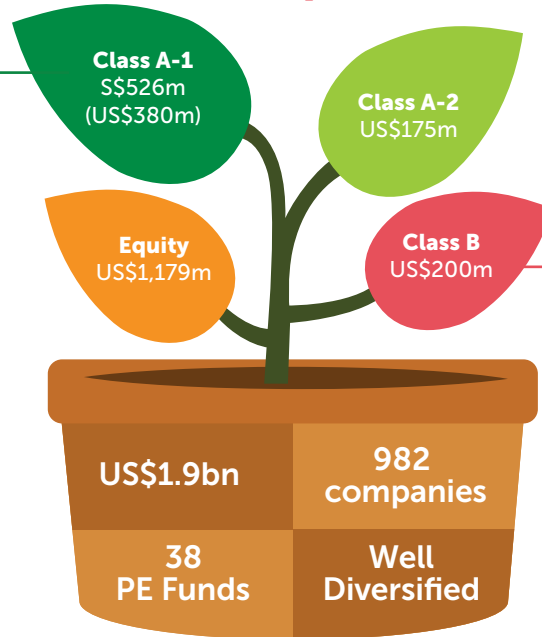 Class A-1
S$526m
(US$380m)
Class A-2
US$175m
Equity
US$1,179m
Class B
US$200m
US$1.9bn
982
companies
38
PE Funds
Well
Diversified